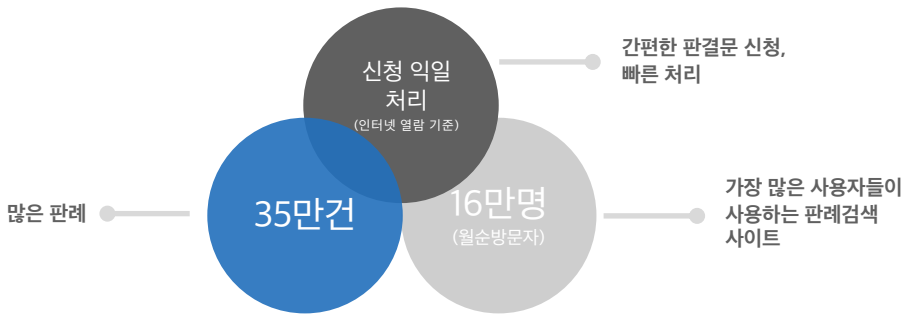 신청 익일
처리
(인터넷 열람 기준)
간편한 판결문 신청,
빠른 처리
많은 판례
35만건
16만명
(월순방문자)
가장 많은 사용자들이
사용하는 판례검색
사이트